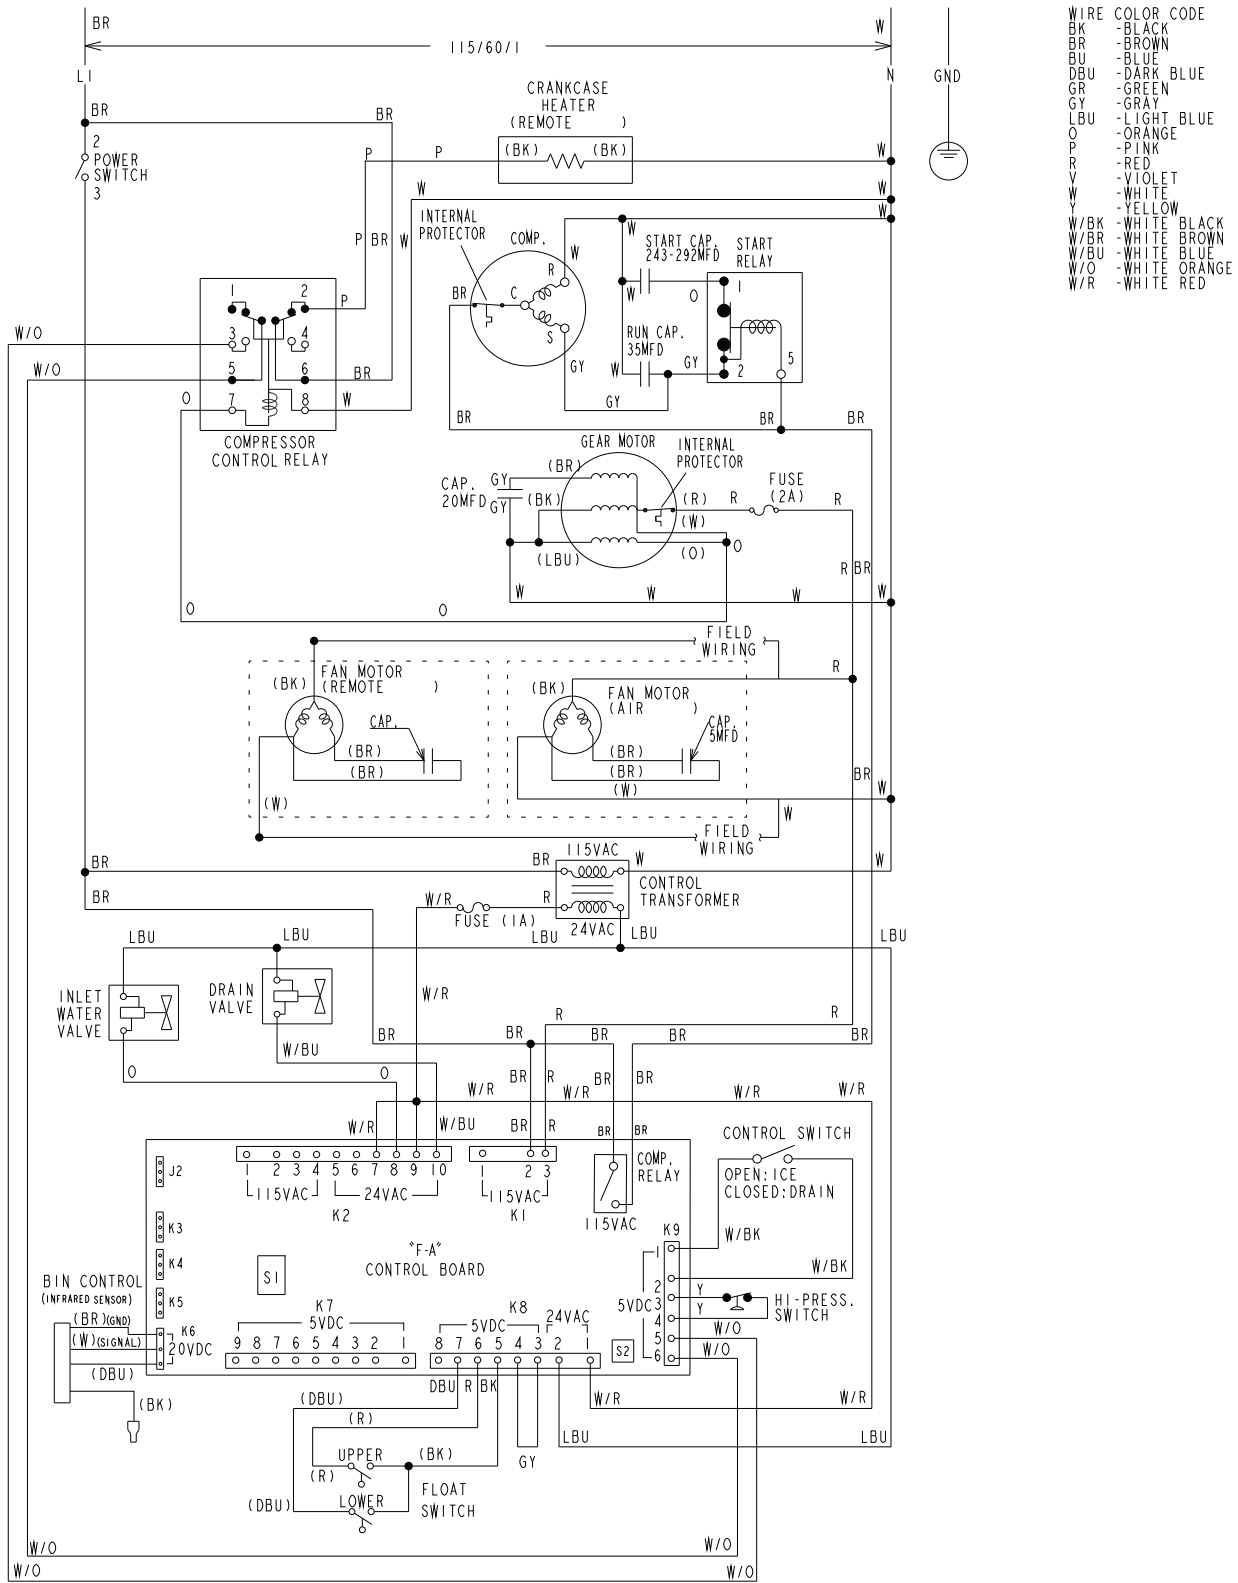 BR
W
115/60/1
L1
N
GND
WIRE COLOR CODE
BK -BLACK
BR -BROWN
BU -BLUE
DBU -DARK BLUE
GR -GREEN
GY -GRAY
LBU -LIGHT BLUE
O -ORANGE
P -PINK
R -RED
V -VIOLET
W -WHITE
Y -YELLOW
W/BK -WHITE BLACK
W/BR -WHITE BROWN
W/BU -WHITE BLUE
W/O -WHITE ORANGE
W/R -WHITE RED
CRANKCASE
HEATER
(REMOTE )
BR
BR
2
POWER
SWITCH
3
P
P
(BK)
(BK)
W
W
W
INTERNAL
PROTECTOR
COMP.
W
START CAP.
243-292MFD
START
RELAY
P
BR
W
W
R
C
S
BR
W
O
1
RUN CAP.
35MFD
GY
W
GY
2
5
GY
1
2
P
3
4
5
6
BR
7
8
W
W/O
W/O
O
COMPRESSOR
CONTROL RELAY
BR
BR
BR
GEAR MOTOR
INTERNAL
PROTECTOR
(BR)
CAP.
20MFD
GY
GY
(BK)
(R)
R
FUSE
(2A)
R
(W)
(LBU)
(O)
O
R
BR
W
W
W
W
O
O
FIELD
WIRING
R
(BK)
FAN MOTOR
(REMOTE )
(BK)
FAN MOTOR
(AIR )
CAP.
CAP.
5MFD
(BR)
(BR)
(BR)
(BR)
BR
(W)
(W)
W
W
FIELD
WIRING
BR
BR
115VAC
W
W
CONTROL
TRANSFORMER
BR
W/R
R
FUSE (1A)
24VAC
LBU
LBU
LBU
LBU
LBU
INLET
WATER
VALVE
DRAIN
VALVE
W/R
R
R
W/BU
BR
BR
BR
BR
BR
O
O
W/R
BR
R
W/R
BR
BR
W/R
W/R
W/R
W/BU
BR
R
BR
BR
CONTROL SWITCH
OPEN:ICE
CLOSED:DRAIN
J2
1 2 3 4 5 6 7 8 9 10
115VAC
24VAC
K2
1 2 3
115VAC
K1
COMP.
RELAY
115VAC
K3
K4
K5
K6
20VDC
S1
"F-A"
CONTROL BOARD
K9
1
2
3
4
5
6
5VDC
W/BK
W/BK
Y
Y
HI-PRESS.
SWITCH
W/O
W/O
BIN CONTROL
(INFRARED SENSOR)
(BR)(GND)
(W)(SIGNAL)
(DBU)
(BK)
K7
5VDC
9 8 7 6 5 4 3 2 1
K8
5VDC
24VAC
8 7 6 5 4 3 2 1
S2
DBU
R
BK
(DBU)
(R)
W/R
W/R
UPPER
(BK)
(R)
GY
LBU
LBU
(DBU)
LOWER
FLOAT
SWITCH
W/O
W/O
W/O
W/O